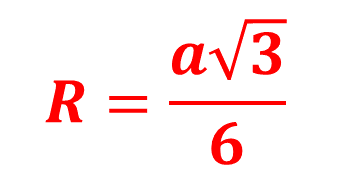 R = a√3/6